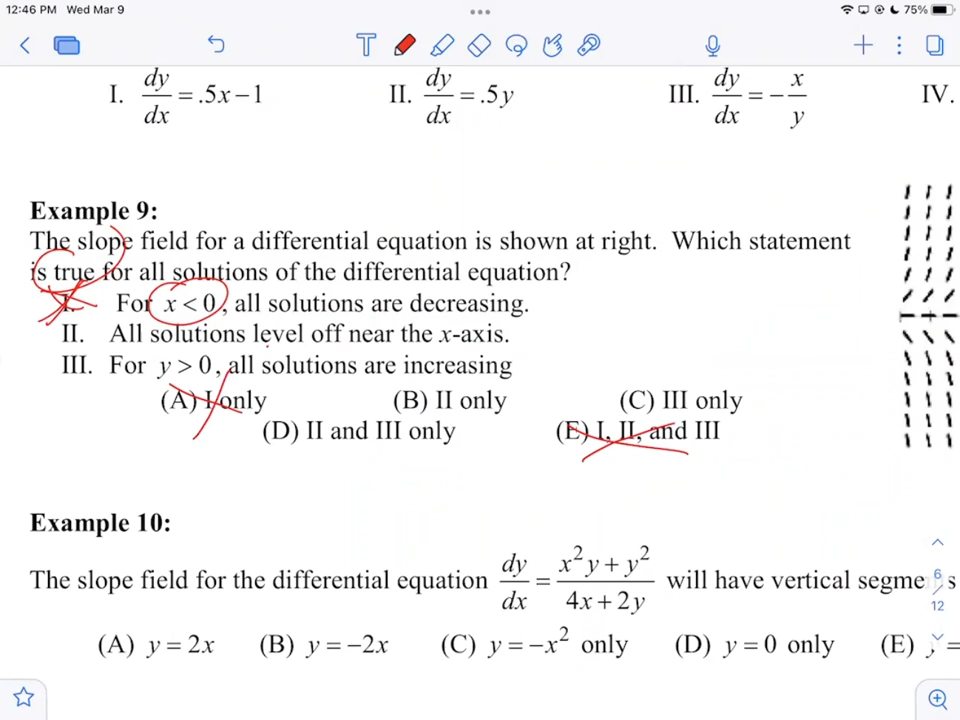 12:46 PM Wed Mar 9 75%
I. dy/dx = .5x − 1 II. dy/dx = .5y III. dy/dx = − x/y IV.
Example 9:
The slope field for a differential equation is shown at right. Which statement
is true for all solutions of the differential equation?
I. For x < 0, all solutions are decreasing.
II. All solutions level off near the x-axis.
III. For y > 0, all solutions are increasing
(A) I only (B) II only (C) III only
(D) II and III only (E) I, II, and III
Example 10:
The slope field for the differential equation dy/dx = (x²y + y²)/(4x + 2y) will have vertical segme s
(A) y = 2x (B) y = −2x (C) y = −x² only (D) y = 0 only (E) =
6
12